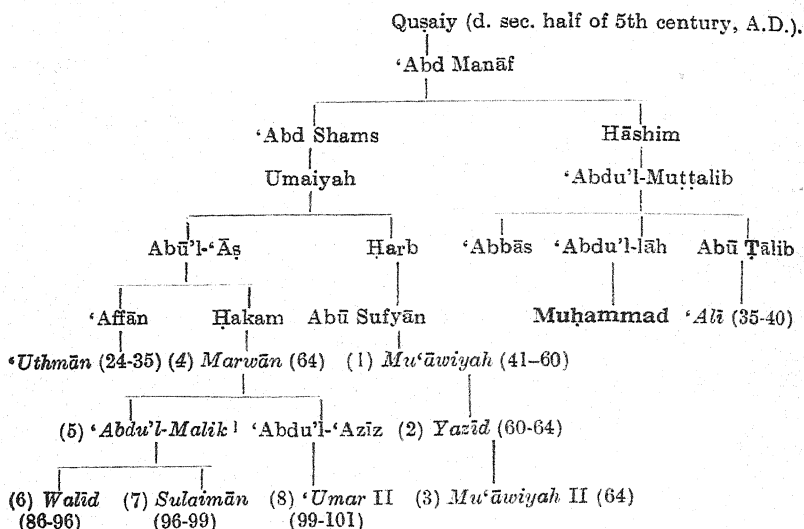 Quṣaiy (d. sec. half of 5th century, A.D.).
‘Abd Manāf
‘Abd Shams Hāshim
Umaiyah ‘Abdu’l-Muṭṭalib
Abū’l-‘Āṣ Ḥarb ‘Abbās ‘Abdu’l-lāh Abū Ṭālib
‘Affān Ḥakam Abū Sufyān Muḥammad ‘Alī (35-40)
‘Uthmān (24-35) (4) Marwān (64) (1) Mu‘āwiyah (41–60)
(5) ‘Abdu’l-Malik¹ ‘Abdu’l-‘Azīz (2) Yazīd (60-64)
(6) Walīd (7) Sulaimān (8) ‘Umar II (3) Mu‘āwiyah II (64)
(86-96) (96-99) (99-101)